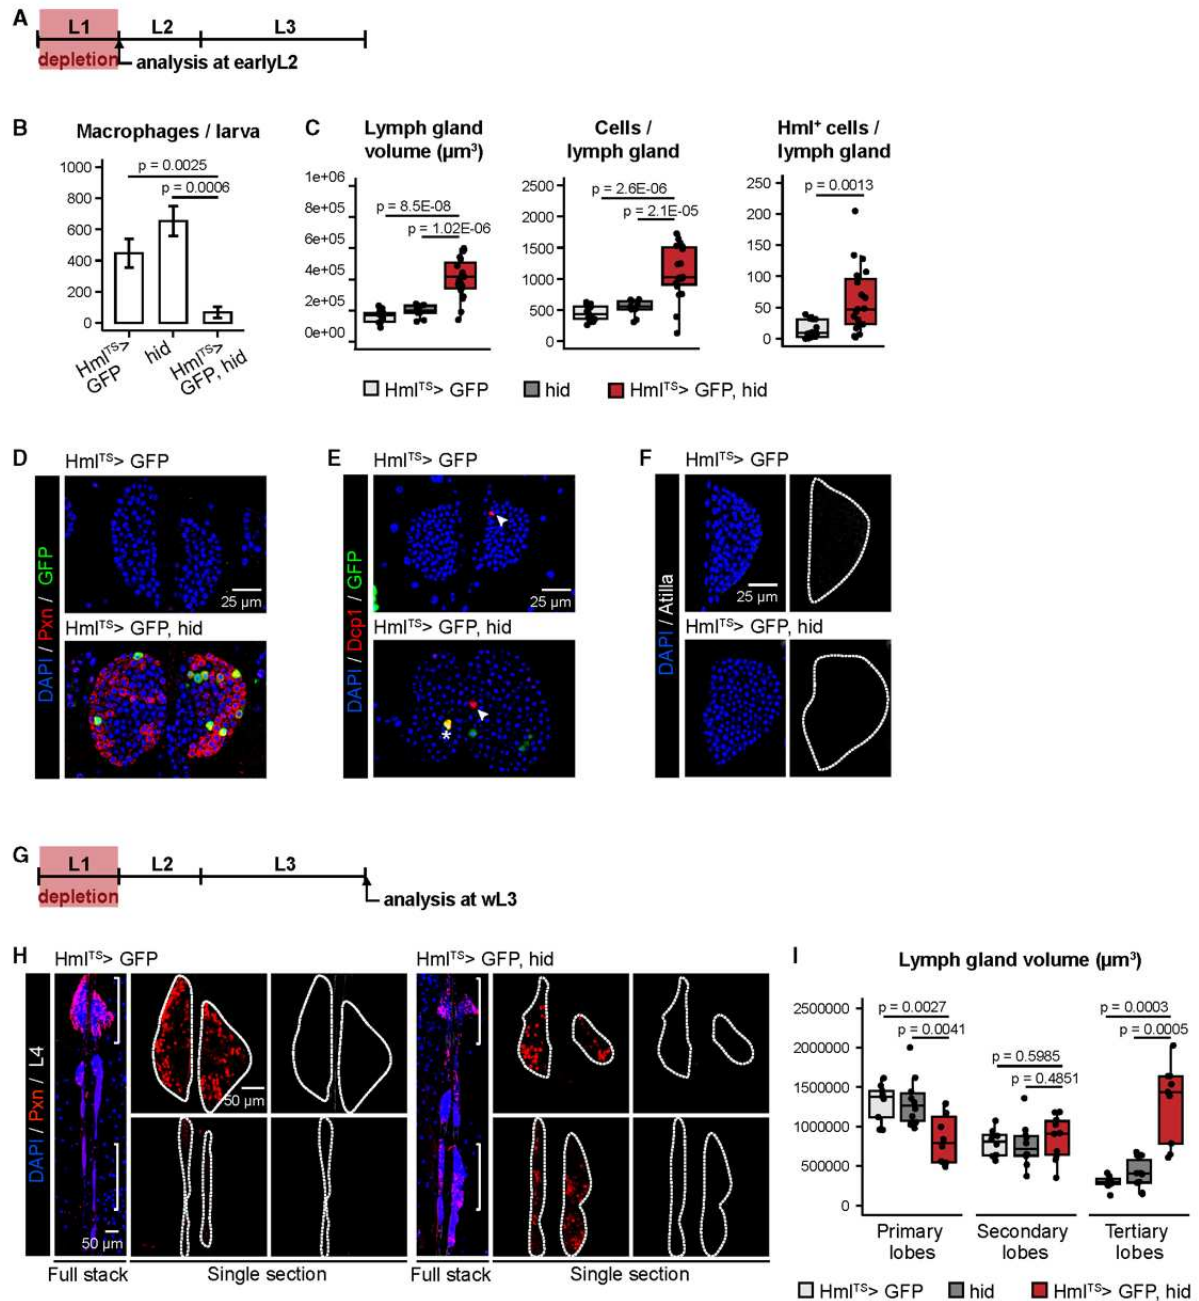 A
L1 L2 L3
depletion
analysis at earlyL2
B
Macrophages / larva
1000
800
600
400
200
0
p = 0.0025
p = 0.0006
Hml^TS>
GFP
hid
Hml^TS>
GFP, hid
C
Lymph gland
volume (µm³)
1e+06
8e+05
6e+05
4e+05
2e+05
0e+00
p = 8.5E-08
p = 1.02E-06
Cells /
lymph gland
2500
2000
1500
1000
500
0
p = 2.6E-06
p = 2.1E-05
Hml⁺ cells /
lymph gland
250
200
150
100
50
0
p = 0.0013
Hml^TS> GFP hid Hml^TS> GFP, hid
D
DAPI / Pxn / GFP
Hml^TS> GFP
25 µm
Hml^TS> GFP, hid
E
DAPI / Dcp1 / GFP
Hml^TS> GFP
25 µm
Hml^TS> GFP, hid
*
F
DAPI / Atilla
Hml^TS> GFP
25 µm
Hml^TS> GFP, hid
G
L1 L2 L3
depletion
analysis at wL3
H
DAPI / Pxn / L4
Hml^TS> GFP
50 µm
50 µm
Full stack Single section
Hml^TS> GFP, hid
Full stack Single section
I
Lymph gland volume (µm³)
2500000
2000000
1500000
1000000
500000
0
p = 0.0027
p = 0.0041
p = 0.5985
p = 0.4851
p = 0.0003
p = 0.0005
Primary
lobes
Secondary
lobes
Tertiary
lobes
Hml^TS> GFP hid Hml^TS> GFP, hid